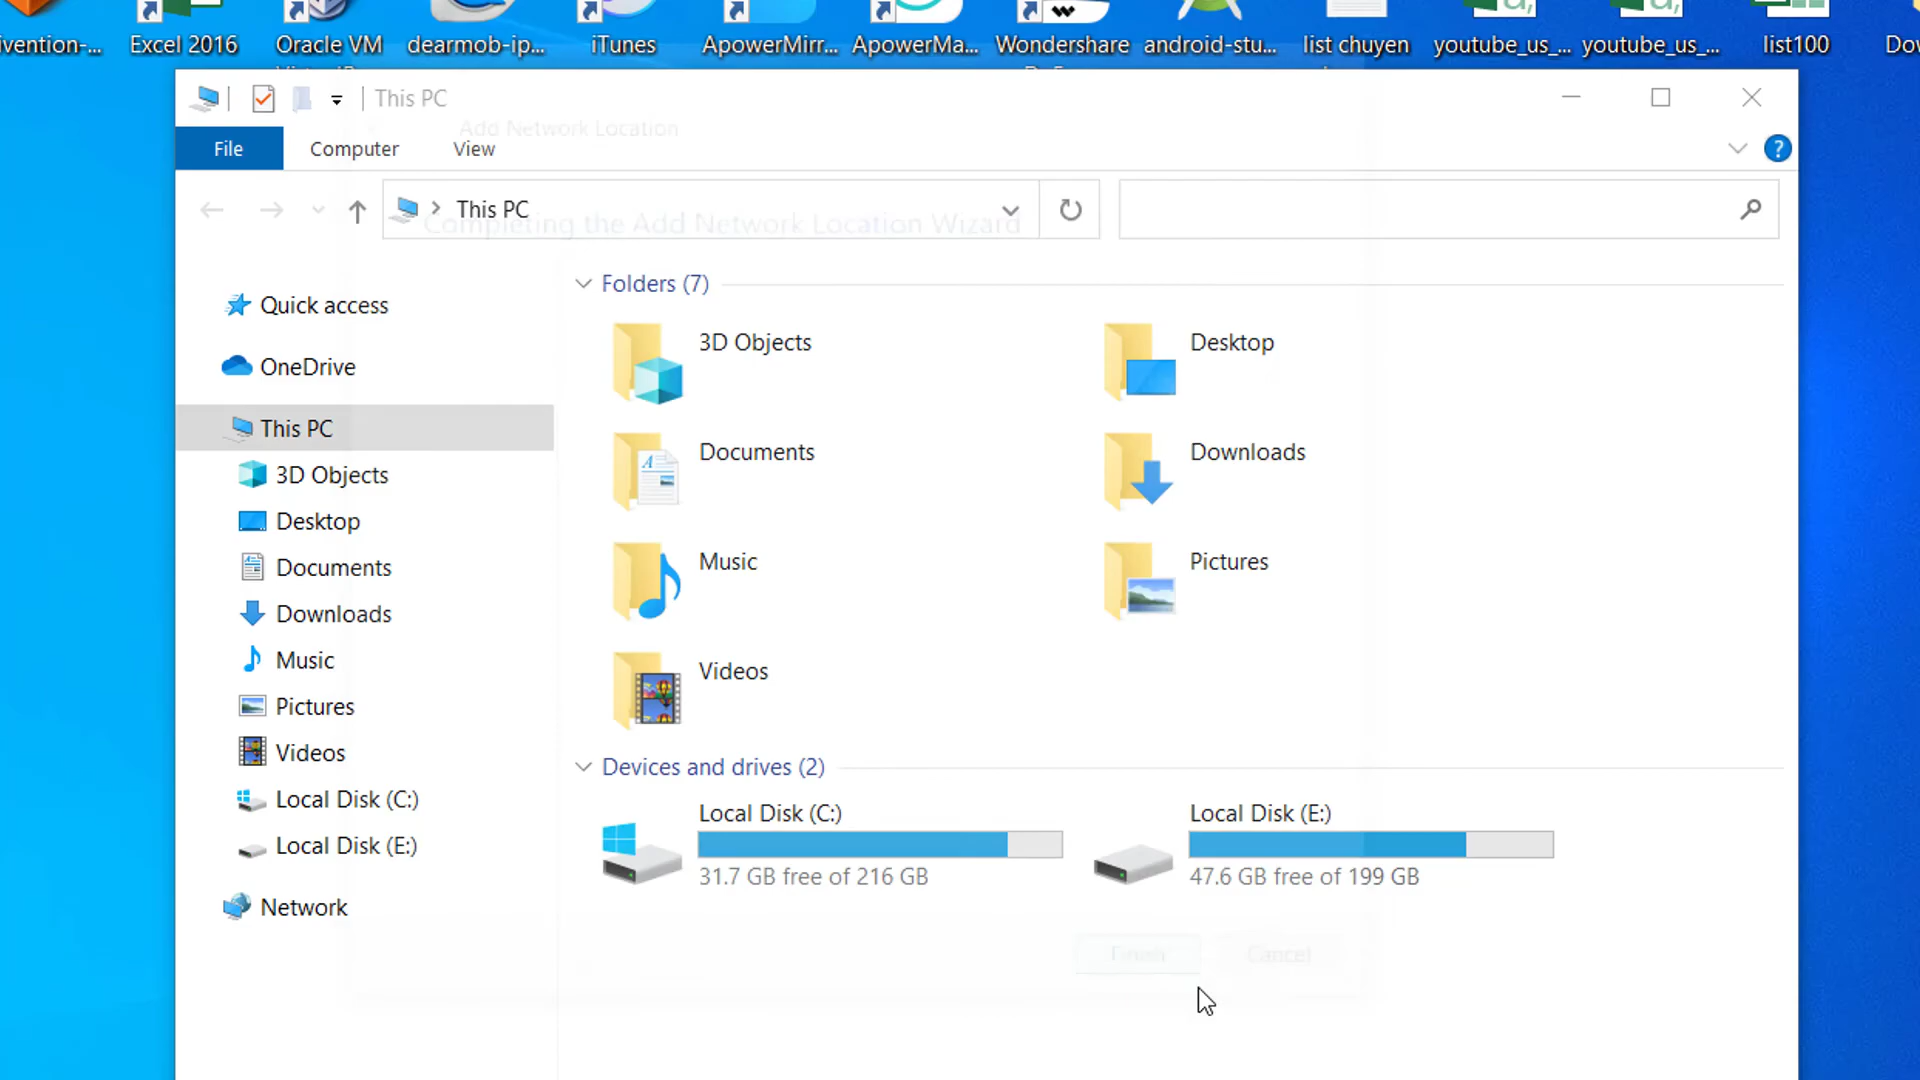 ivention-...
Excel 2016
Oracle VM
dearmob-ip...
iTunes
ApowerMirr...
ApowerMa...
Wondershare
android-stu...
list chuyen
youtube_us_...
youtube_us_...
list100
Dov
This PC
Add Network Location
File
Computer
View
?
This PC
Completing the Add Network Location Wizard
Quick access
OneDrive
This PC
3D Objects
Desktop
Documents
Downloads
Music
Pictures
Videos
Local Disk (C:)
Local Disk (E:)
Network
Folders (7)
3D Objects
Desktop
Documents
Downloads
Music
Pictures
Videos
Devices and drives (2)
Local Disk (C:)
31.7 GB free of 216 GB
Local Disk (E:)
47.6 GB free of 199 GB
Finish
Cancel